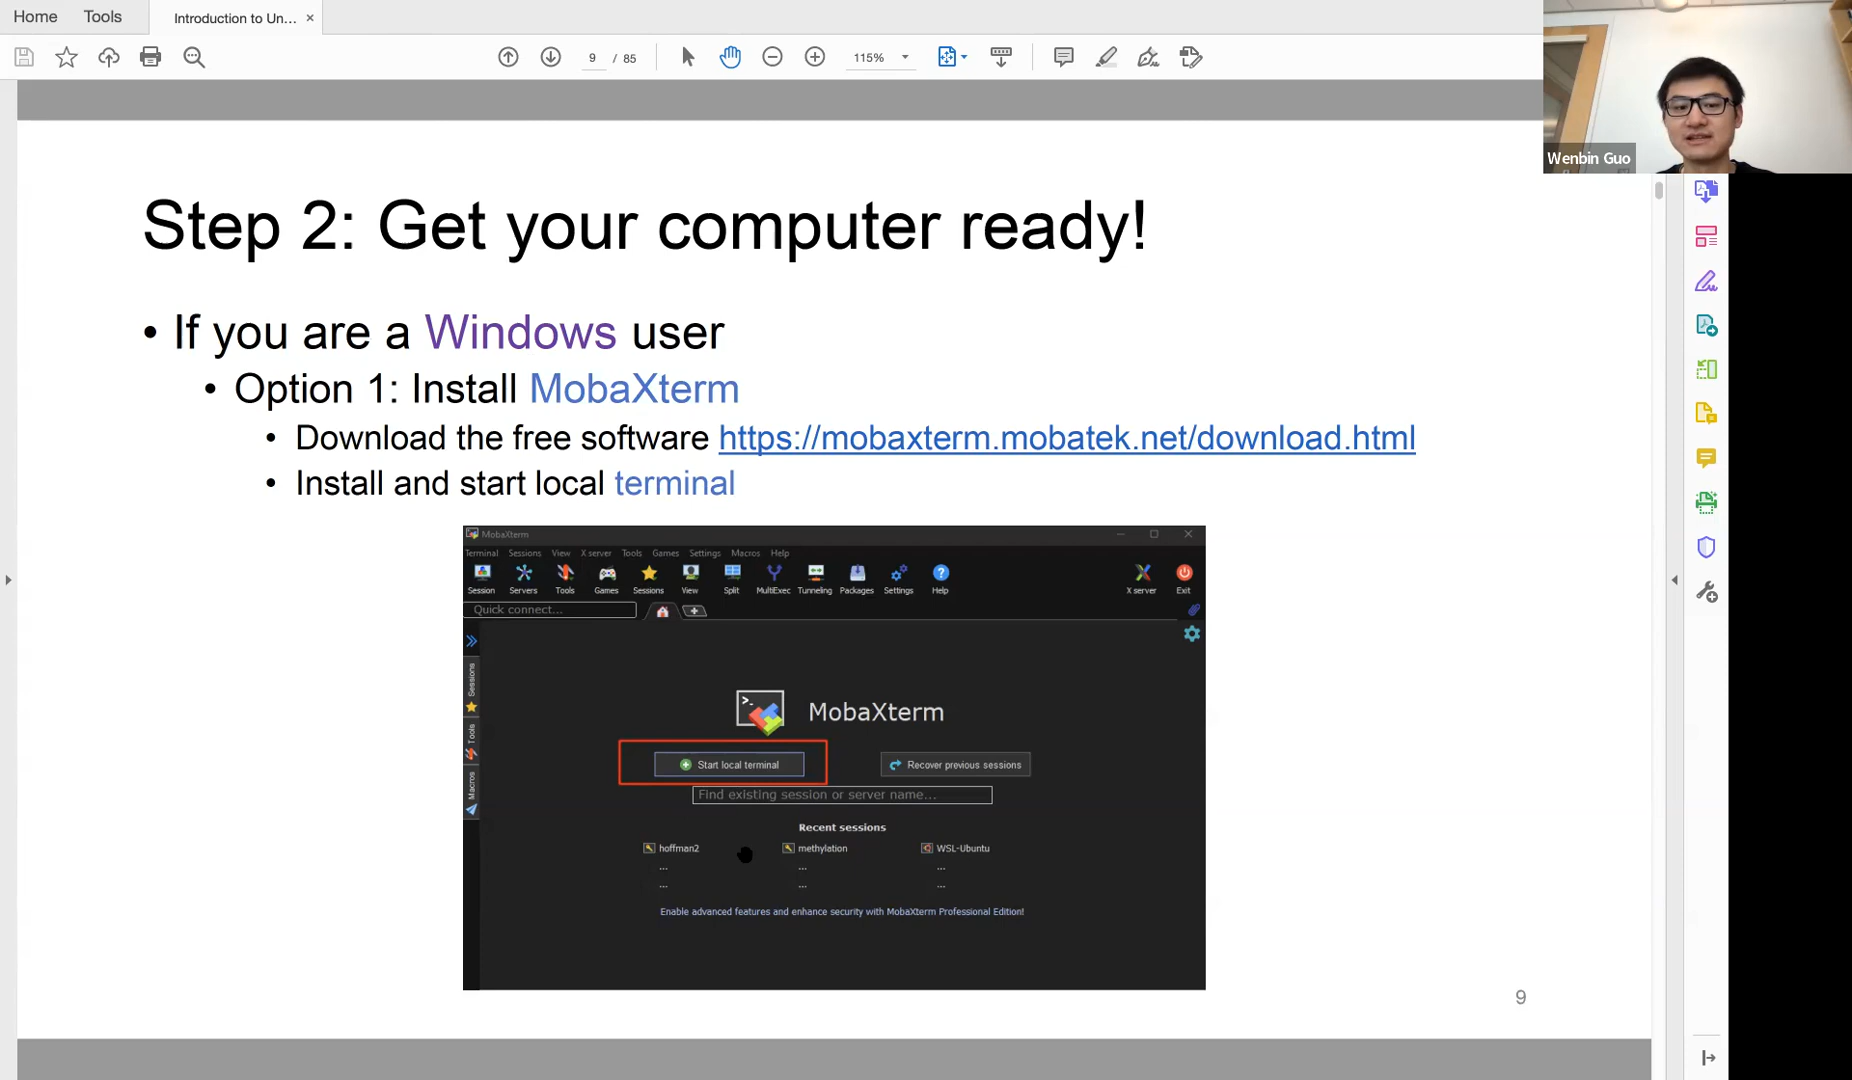 Home
Tools
Introduction to Un...
9 / 85
115%
Wenbin Guo
Step 2: Get your computer ready!
• If you are a Windows user
• Option 1: Install MobaXterm
• Download the free software https://mobaxterm.mobatek.net/download.html
• Install and start local terminal
MobaXterm
Terminal Sessions View X server Tools Games Settings Macros Help
Session Servers Tools Games Sessions View Split MultiExec Tunneling Packages Settings Help X server Exit
Quick connect...
Sessions
Tools
Macros
MobaXterm
Start local terminal
Recover previous sessions
Find existing session or server name...
Recent sessions
hoffman2 methylation WSL-Ubuntu
... ... ...
... ... ...
Enable advanced features and enhance security with MobaXterm Professional Edition!
9